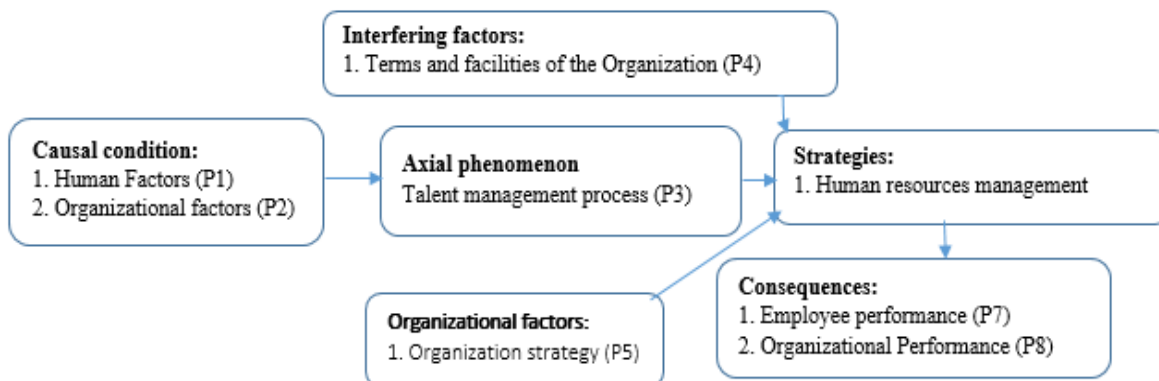 Interfering factors:
1. Terms and facilities of the Organization (P4)
Causal condition:
1. Human Factors (P1)
2. Organizational factors (P2)
Axial phenomenon
Talent management process (P3)
Strategies:
1. Human resources management
Organizational factors:
1. Organization strategy (P5)
Consequences:
1. Employee performance (P7)
2. Organizational Performance (P8)